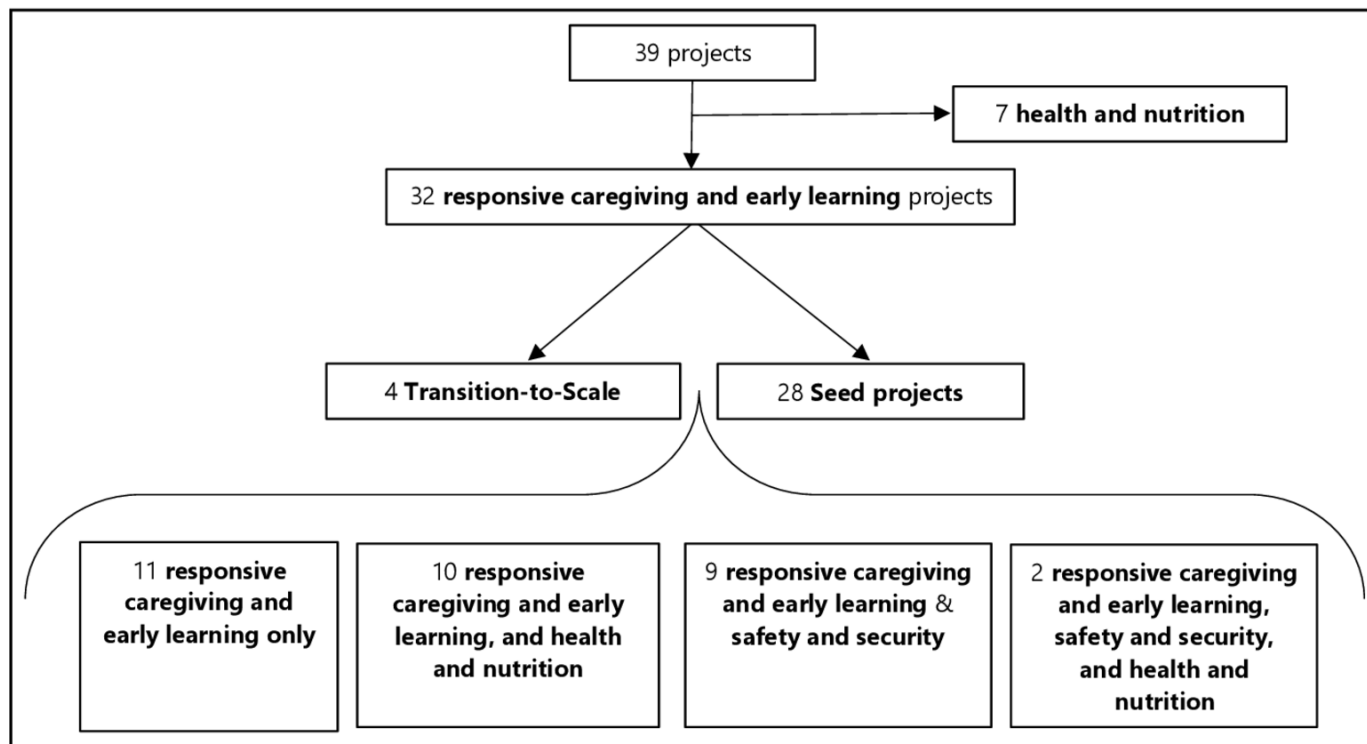 39 projects
7 health and nutrition
32 responsive caregiving and early learning projects
4 Transition-to-Scale
28 Seed projects
11 responsive
caregiving and
early learning only
10 responsive
caregiving and early
learning, and health
and nutrition
9 responsive caregiving
and early learning &
safety and security
2 responsive caregiving
and early learning,
safety and security,
and health and
nutrition